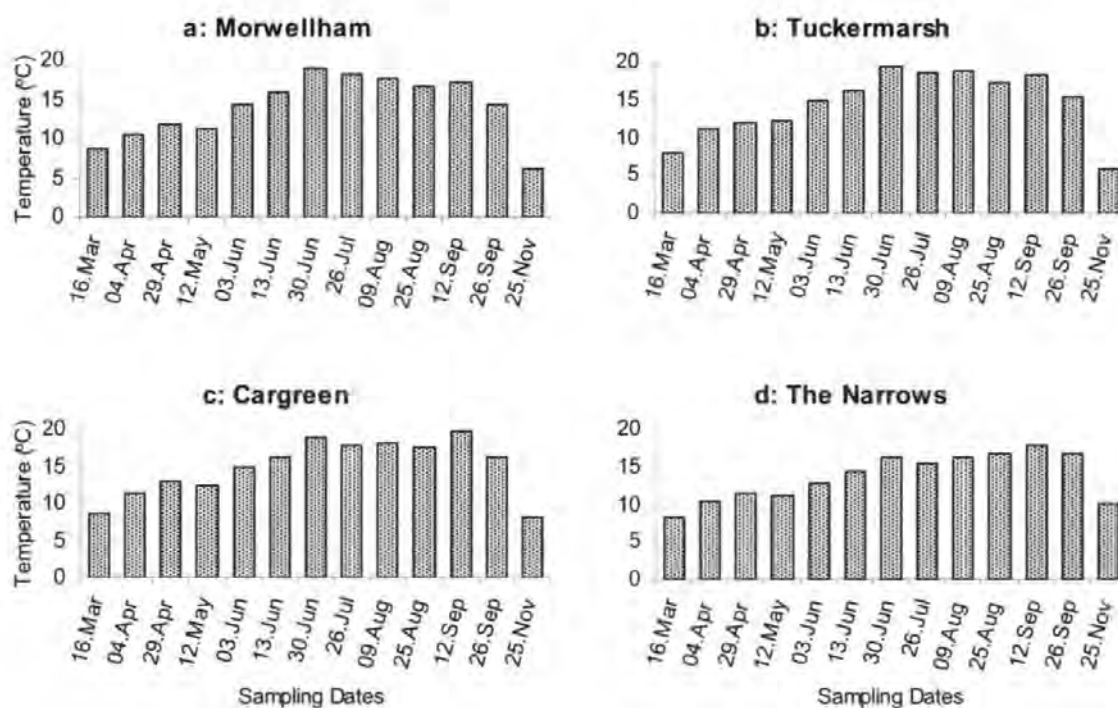 a: Morwellham
Temperature (ºC)
20
15
10
5
0
16.Mar
04.Apr
29.Apr
12.May
03.Jun
13.Jun
30.Jun
26.Jul
09.Aug
25.Aug
12.Sep
26.Sep
25.Nov
b: Tuckermarsh
20
15
10
5
0
16.Mar
04.Apr
29.Apr
12.May
03.Jun
13.Jun
30.Jun
26.Jul
09.Aug
25.Aug
12.Sep
26.Sep
25.Nov
c: Cargreen
Temperature (ºC)
20
15
10
5
0
16.Mar
04.Apr
29.Apr
12.May
03.Jun
13.Jun
30.Jun
26.Jul
09.Aug
25.Aug
12.Sep
26.Sep
25.Nov
Sampling Dates
d: The Narrows
20
15
10
5
0
16.Mar
04.Apr
29.Apr
12.May
03.Jun
13.Jun
30.Jun
26.Jul
09.Aug
25.Aug
12.Sep
26.Sep
25.Nov
Sampling Dates